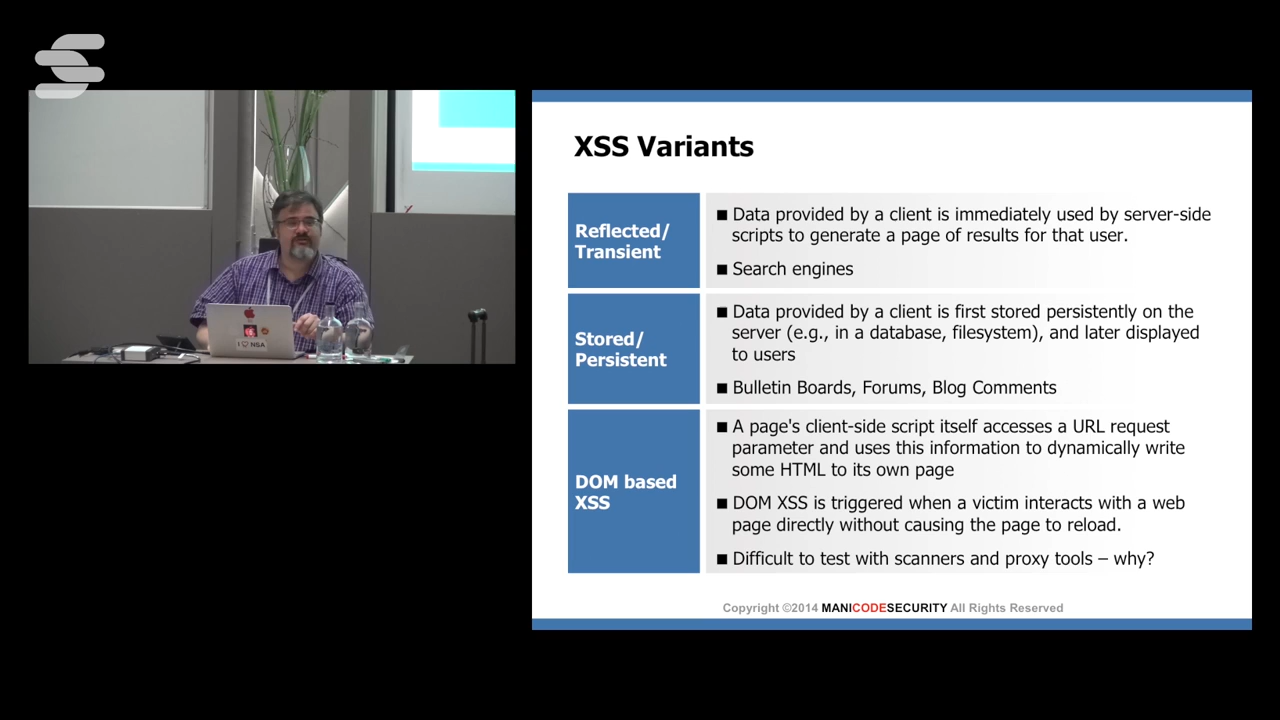 XSS Variants
Reflected/
Transient
■ Data provided by a client is immediately used by server-side
scripts to generate a page of results for that user.
■ Search engines
Stored/
Persistent
■ Data provided by a client is first stored persistently on the
server (e.g., in a database, filesystem), and later displayed
to users
■ Bulletin Boards, Forums, Blog Comments
DOM based
XSS
■ A page's client-side script itself accesses a URL request
parameter and uses this information to dynamically write
some HTML to its own page
■ DOM XSS is triggered when a victim interacts with a web
page directly without causing the page to reload.
■ Difficult to test with scanners and proxy tools – why?
Copyright ©2014 MANICODESECURITY All Rights Reserved
I ♡ NSA